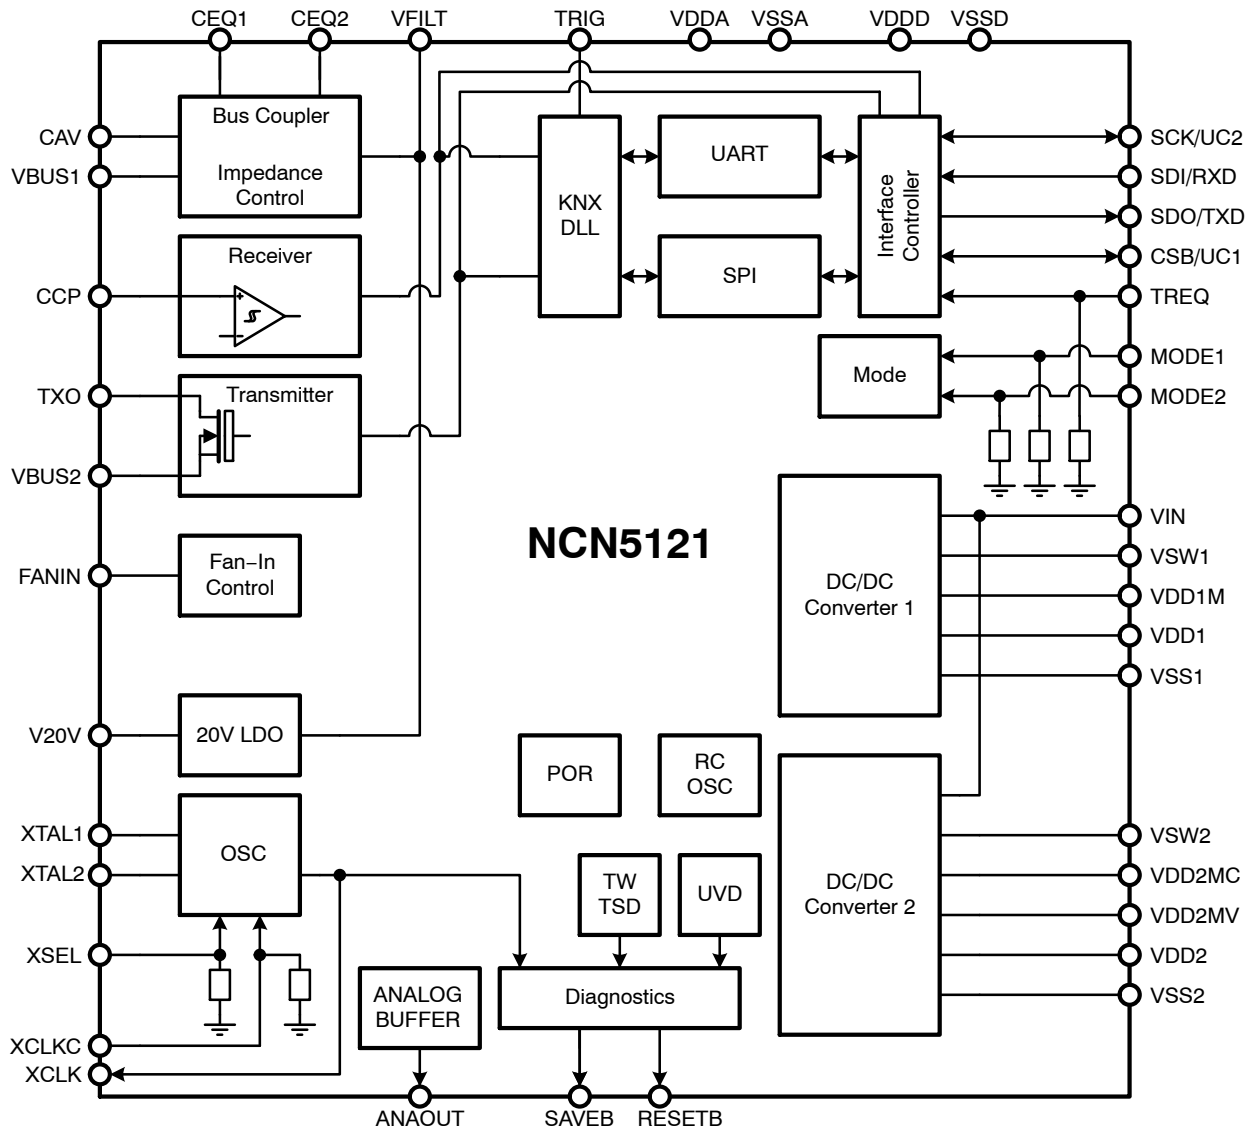 CEQ1 CEQ2 VFILT TRIG VDDA VSSA VDDD VSSD
CAV
VBUS1
CCP
TXO
VBUS2
FANIN
V20V
XTAL1
XTAL2
XSEL
XCLKC
XCLK
Bus Coupler
Impedance
Control
Receiver
+
−
Transmitter
Fan−In
Control
20V LDO
OSC
KNX
DLL
UART
SPI
Interface
Controller
Mode
NCN5121
DC/DC
Converter 1
POR
RC
OSC
TW
TSD
UVD
DC/DC
Converter 2
ANALOG
BUFFER
Diagnostics
SCK/UC2
SDI/RXD
SDO/TXD
CSB/UC1
TREQ
MODE1
MODE2
VIN
VSW1
VDD1M
VDD1
VSS1
VSW2
VDD2MC
VDD2MV
VDD2
VSS2
ANAOUT SAVEB RESETB